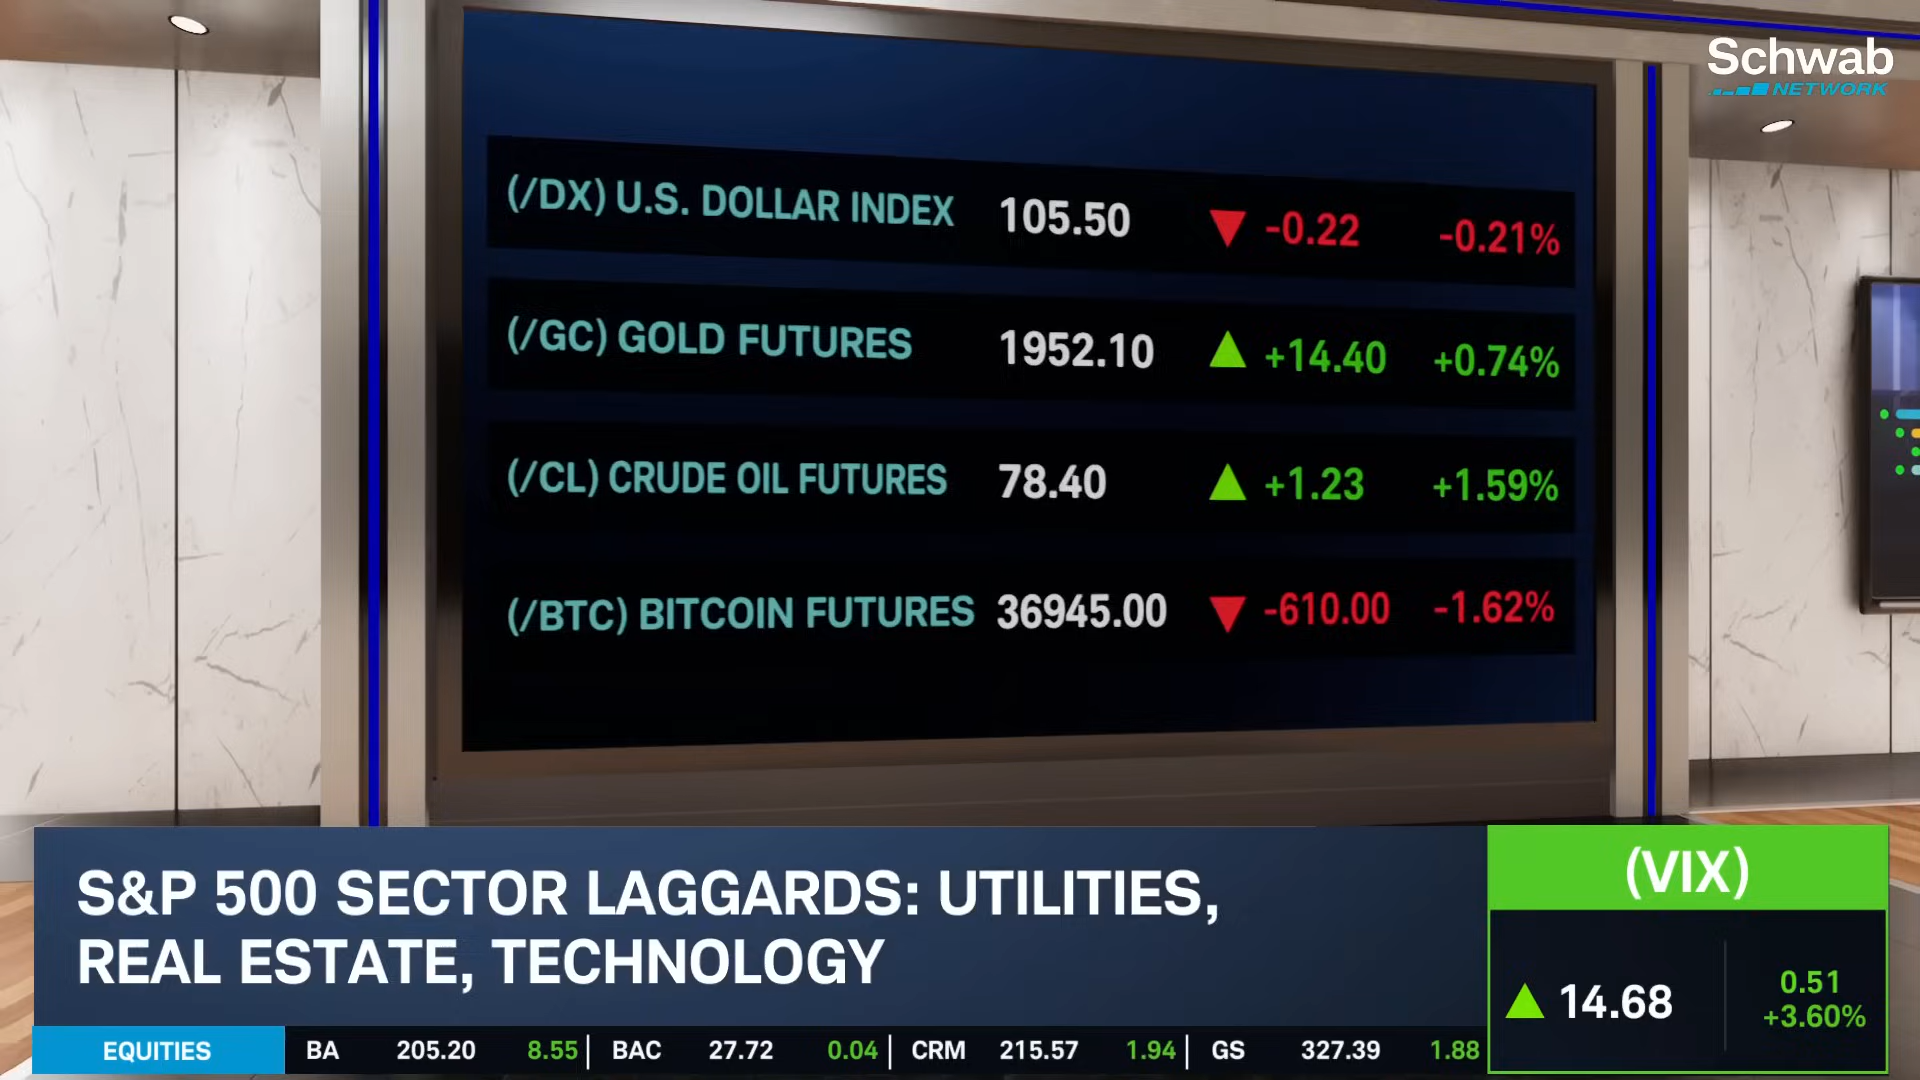 Schwab
NETWORK
(/DX) U.S. DOLLAR INDEX 105.50 -0.22 -0.21%
(/GC) GOLD FUTURES 1952.10 +14.40 +0.74%
(/CL) CRUDE OIL FUTURES 78.40 +1.23 +1.59%
(/BTC) BITCOIN FUTURES 36945.00 -610.00 -1.62%
S&P 500 SECTOR LAGGARDS: UTILITIES,
REAL ESTATE, TECHNOLOGY
(VIX)
14.68
0.51
+3.60%
EQUITIES BA 205.20 8.55 BAC 27.72 0.04 CRM 215.57 1.94 GS 327.39 1.88